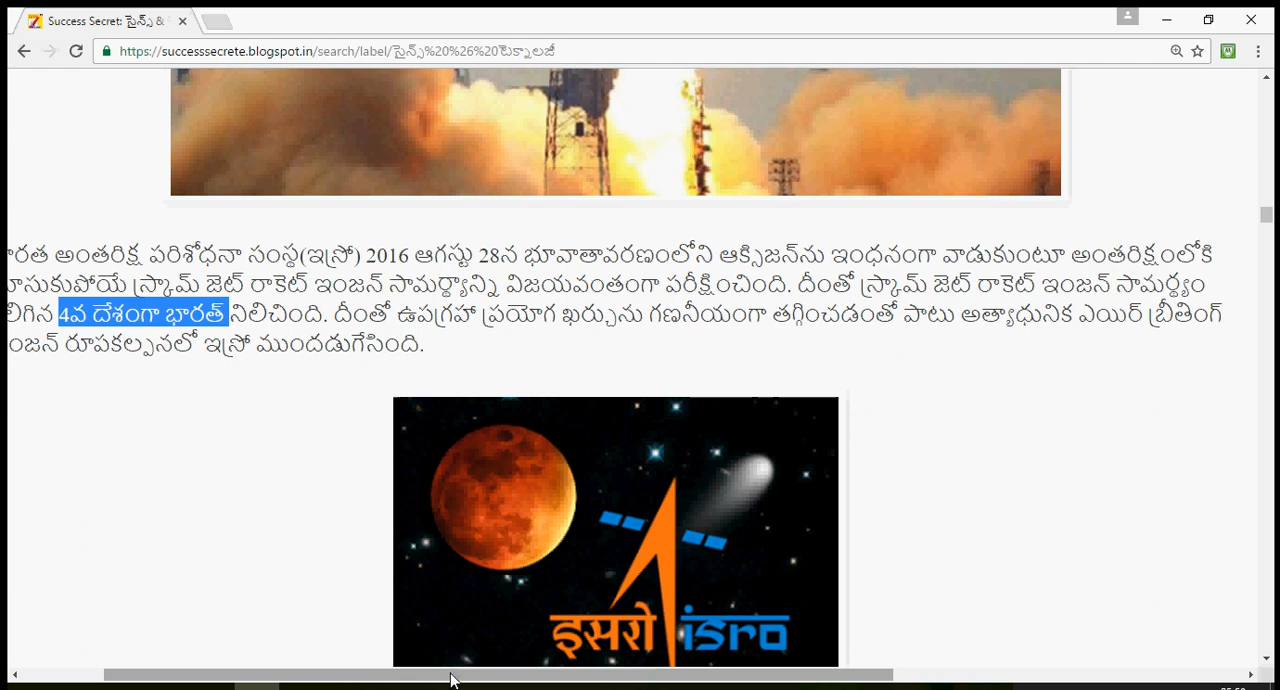 Success Secret: సైన్స్ &
https://successsecrete.blogspot.in/search/label/సైన్స్%20%26%20టెక్నాలజీ
అంతరిక్ష పరిశోధనా సంస్థ(ఇస్రో) 2016 ఆగస్టు 28న భూవాతావరణంలోని ఆక్సిజన్‌ను ఇంధనంగా వాడుకుంటూ అంతరిక్షంలోకి
స్క్రామ్ జెట్ రాకెట్ ఇంజన్ సామర్థ్యాన్ని విజయవంతంగా పరీక్షించింది. దీంతో స్క్రామ్ జెట్ రాకెట్ ఇంజన్ సామర్థ్యం
4వ దేశంగా భారత్ నిలిచింది. దీంతో ఉపగ్రహా ప్రయోగ ఖర్చును గణనీయంగా తగ్గించడంతో పాటు అత్యాధునిక ఎయిర్ బ్రీతింగ్
రూపకల్పనలో ఇస్రో ముందడుగేసింది.
इसरो isro